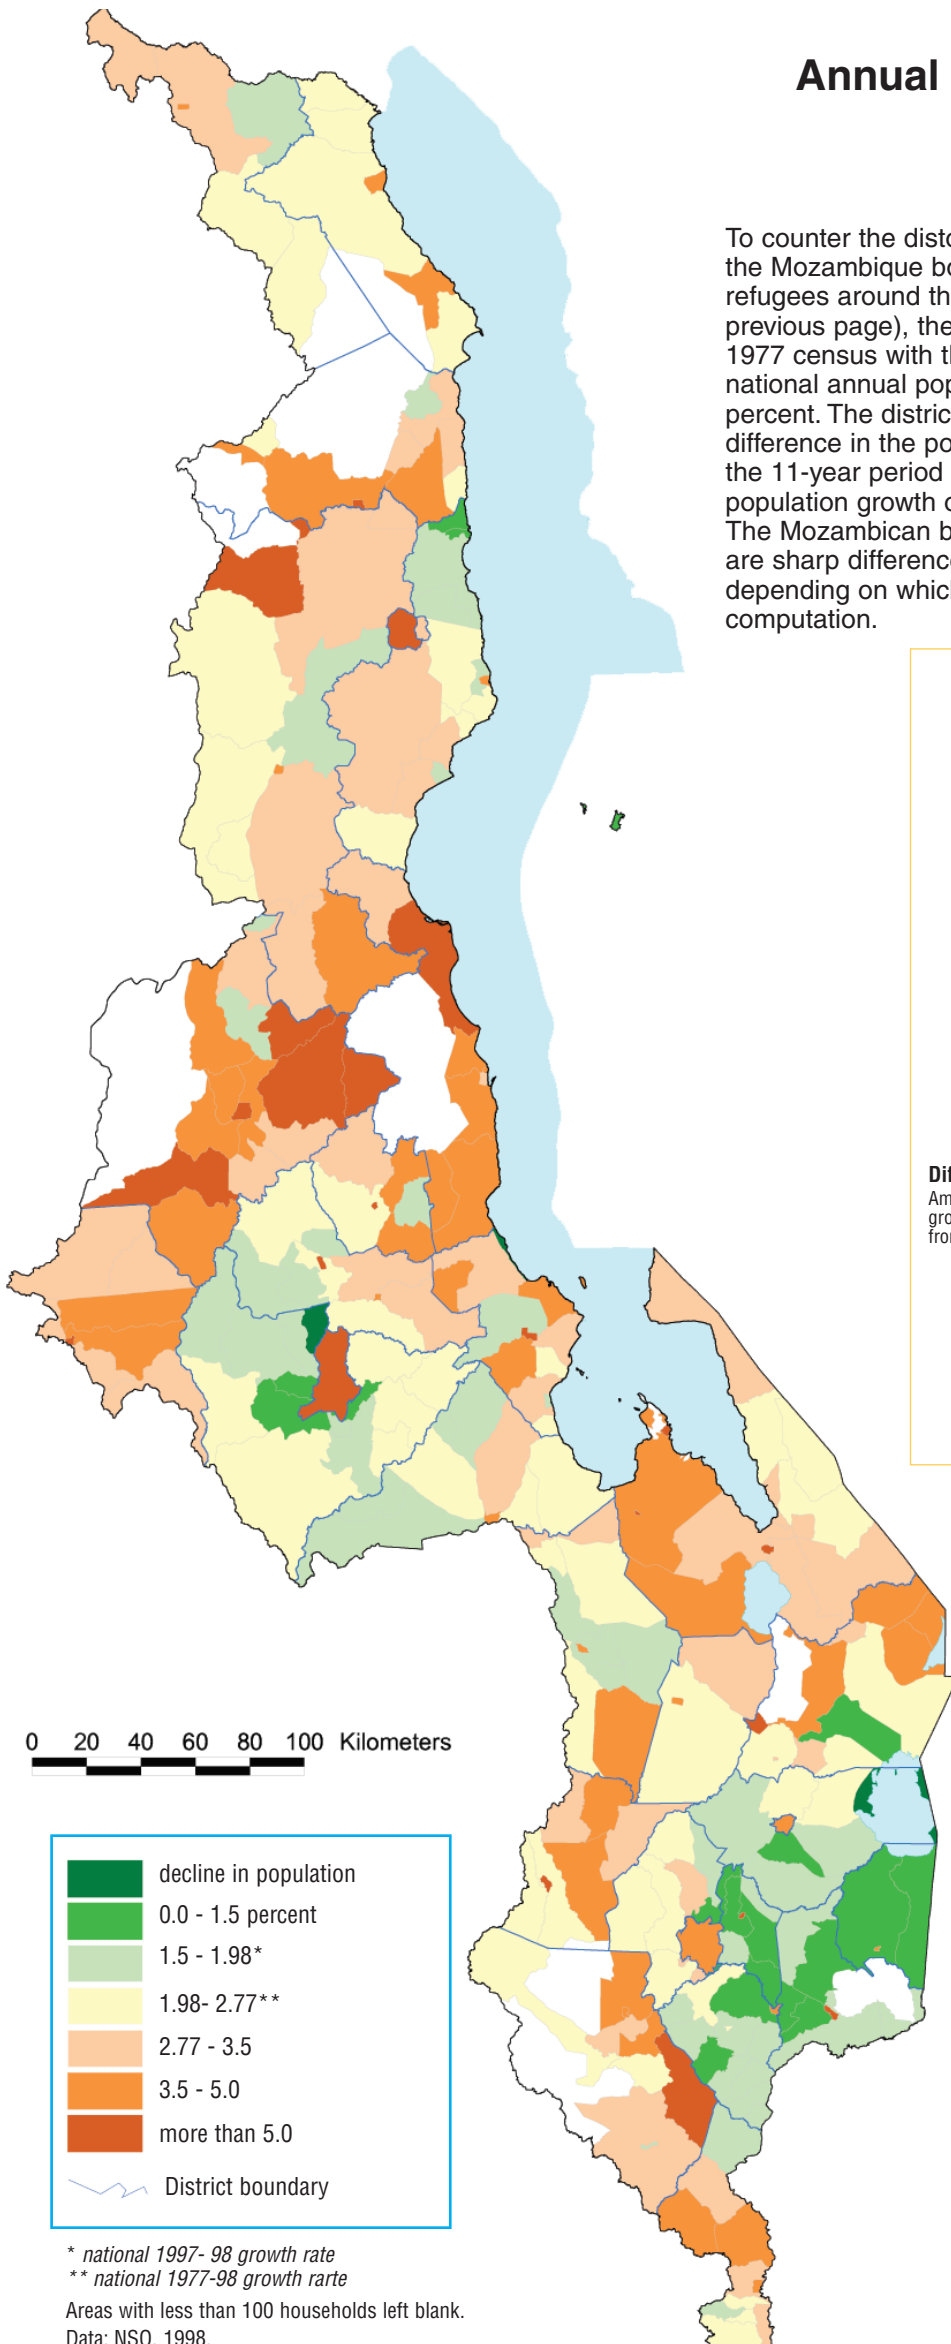 Annual
To counter the disto
the Mozambique bo
refugees around th
previous page), the
1977 census with th
national annual pop
percent. The distric
difference in the po
the 11-year period
population growth o
The Mozambican b
are sharp difference
depending on which
computation.
Dif
Am
gro
fro
0 20 40 60 80 100 Kilometers
decline in population
0.0 - 1.5 percent
1.5 - 1.98*
1.98- 2.77**
2.77 - 3.5
3.5 - 5.0
more than 5.0
District boundary
* national 1997- 98 growth rate
** national 1977-98 growth rarte
Areas with less than 100 households left blank.
Data: NSO, 1998.